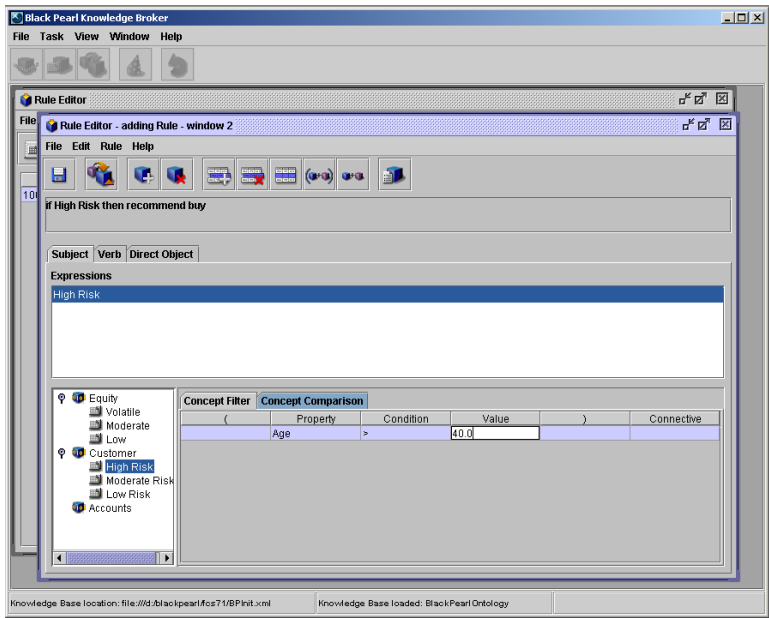 Black Pearl Knowledge Broker
File Task View Window Help
Rule Editor
File
Rule Editor - adding Rule - window 2
File Edit Rule Help
100
if High Risk then recommend buy
Subject Verb Direct Object
Expressions
High Risk
Equity
Volatile
Moderate
Low
Customer
High Risk
Moderate Risk
Low Risk
Accounts
Concept Filter Concept Comparison
( Property Condition Value ) Connective
Age > 40.0
Knowledge Base location: file:///d:/blackpearl/fcs71/BPInit.xml Knowledge Base loaded: BlackPearlOntology